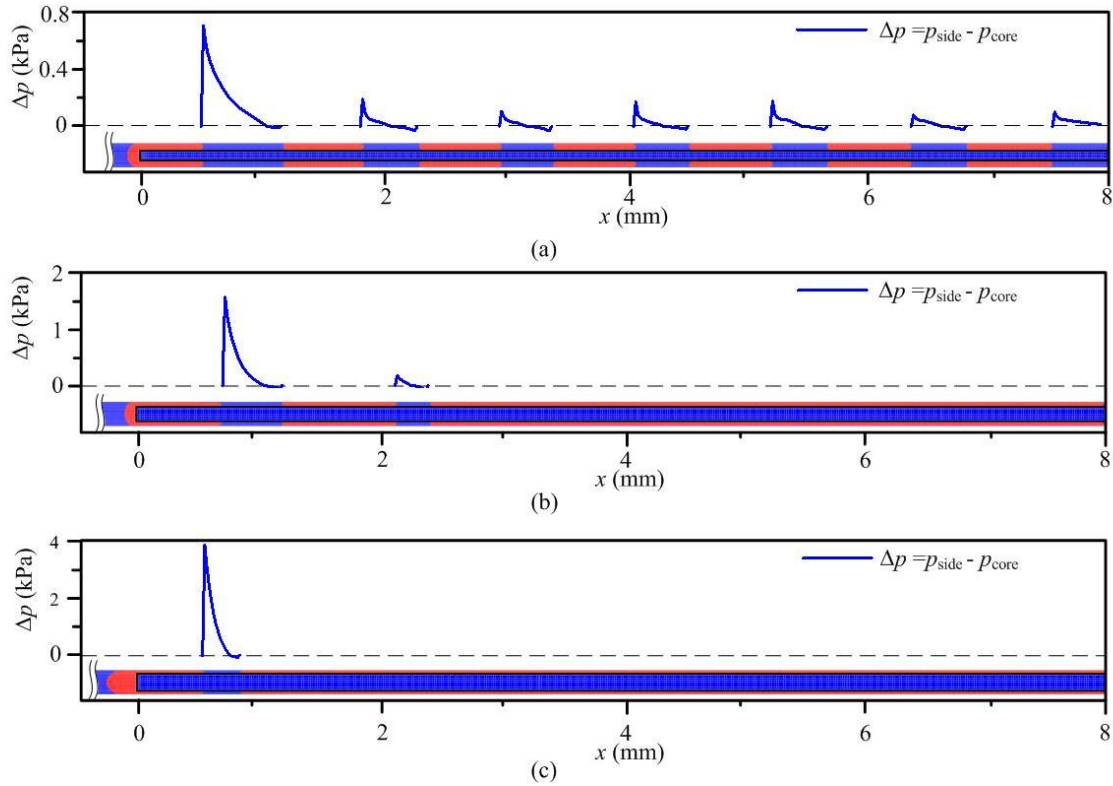 0.8
0.4
0
Δp (kPa)
Δp =pside - pcore
0 2 4 6 8
x (mm)
(a)
2
1
0
Δp (kPa)
Δp =pside - pcore
0 2 4 6 8
x (mm)
(b)
4
2
0
Δp (kPa)
Δp =pside - pcore
0 2 4 6 8
x (mm)
(c)